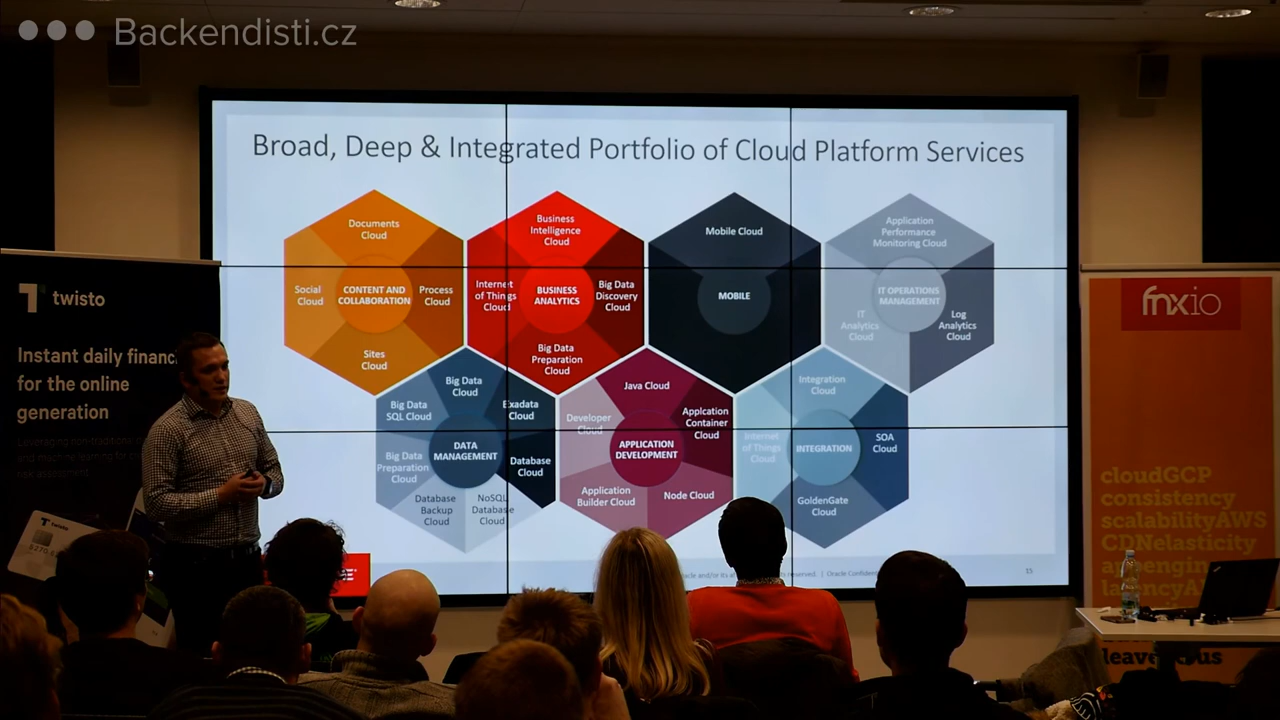 Backendisti.cz
Broad, Deep & Integrated Portfolio of Cloud Platform Services
Documents
Cloud
Social
Cloud
CONTENT AND
COLLABORATION
Process
Cloud
Sites
Cloud
Business
Intelligence
Cloud
Internet
of Things
Cloud
BUSINESS
ANALYTICS
Big Data
Discovery
Cloud
Big Data
Preparation
Cloud
Mobile Cloud
MOBILE
Application
Performance
Monitoring Cloud
IT OPERATIONS
MANAGEMENT
IT
Analytics
Cloud
Log
Analytics
Cloud
Big Data
Cloud
Big Data
SQL Cloud
Exadata
Cloud
DATA
MANAGEMENT
Big Data
Preparation
Cloud
Database
Cloud
Database
Backup
Cloud
NoSQL
Database
Cloud
Java Cloud
Developer
Cloud
Applcation
Container
Cloud
APPLICATION
DEVELOPMENT
Application
Builder Cloud
Node Cloud
Integration
Cloud
Internet
of Things
Cloud
INTEGRATION
SOA
Cloud
GoldenGate
Cloud
reserved. | Oracle
15
twisto
Instant daily financ
for the online
generation
twisto
fnxio
cloudGCP
consistency
scalabilityAWS
CDNelasticity